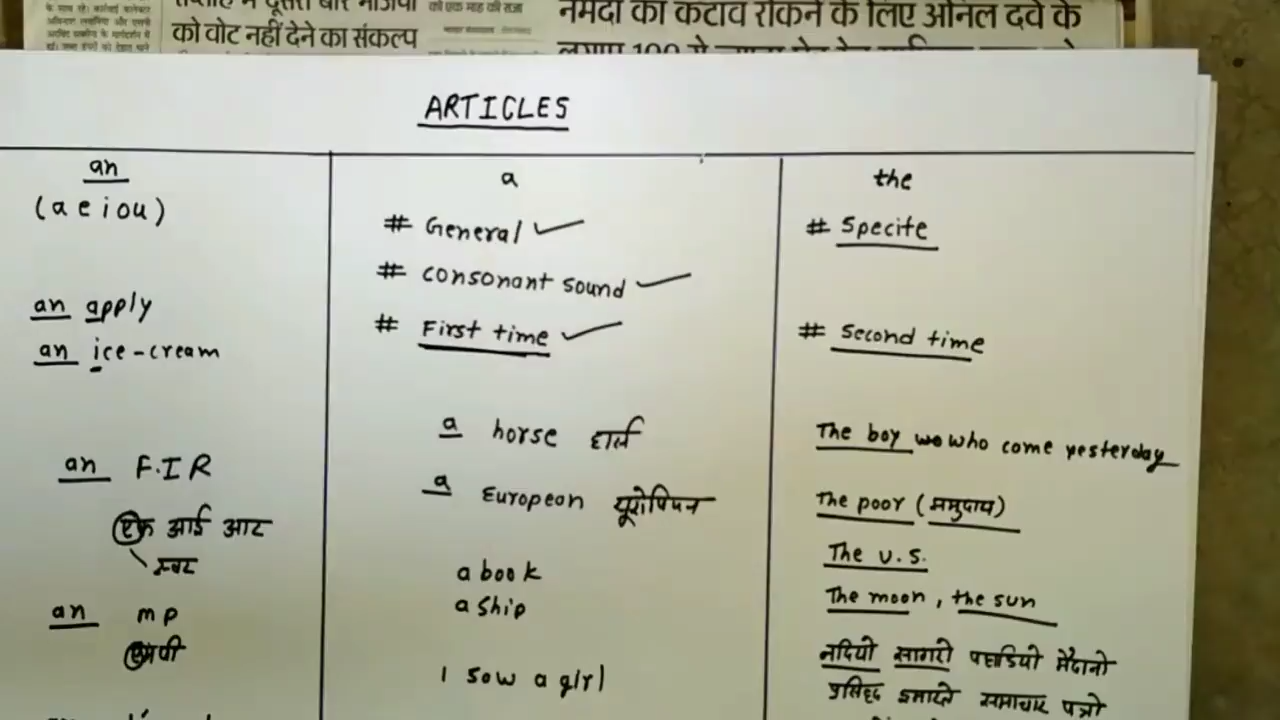 को एक माह की सजा
नर्मदा का कटाव रोकने के लिए अनिल दवे के
को वोट नहीं देने का संकल्प
ARTICLES
an
(a e i o u)
an apply
an ice-cream
an F.I R
एफ आई आर
स्वर
an mp
एमपी
a
# General
# consonant sound
# First time
a horse हार्स
a European यूरोपियन
a book
a ship
I sow a girl
the
# Specite
# Second time
The boy we who come yesterday
The poor (समुदाय)
The U.S.
The moon, the sun
नदियो सागरो पहाडियो मैदानो
प्रसिद्द इमारते समाचार पत्रो